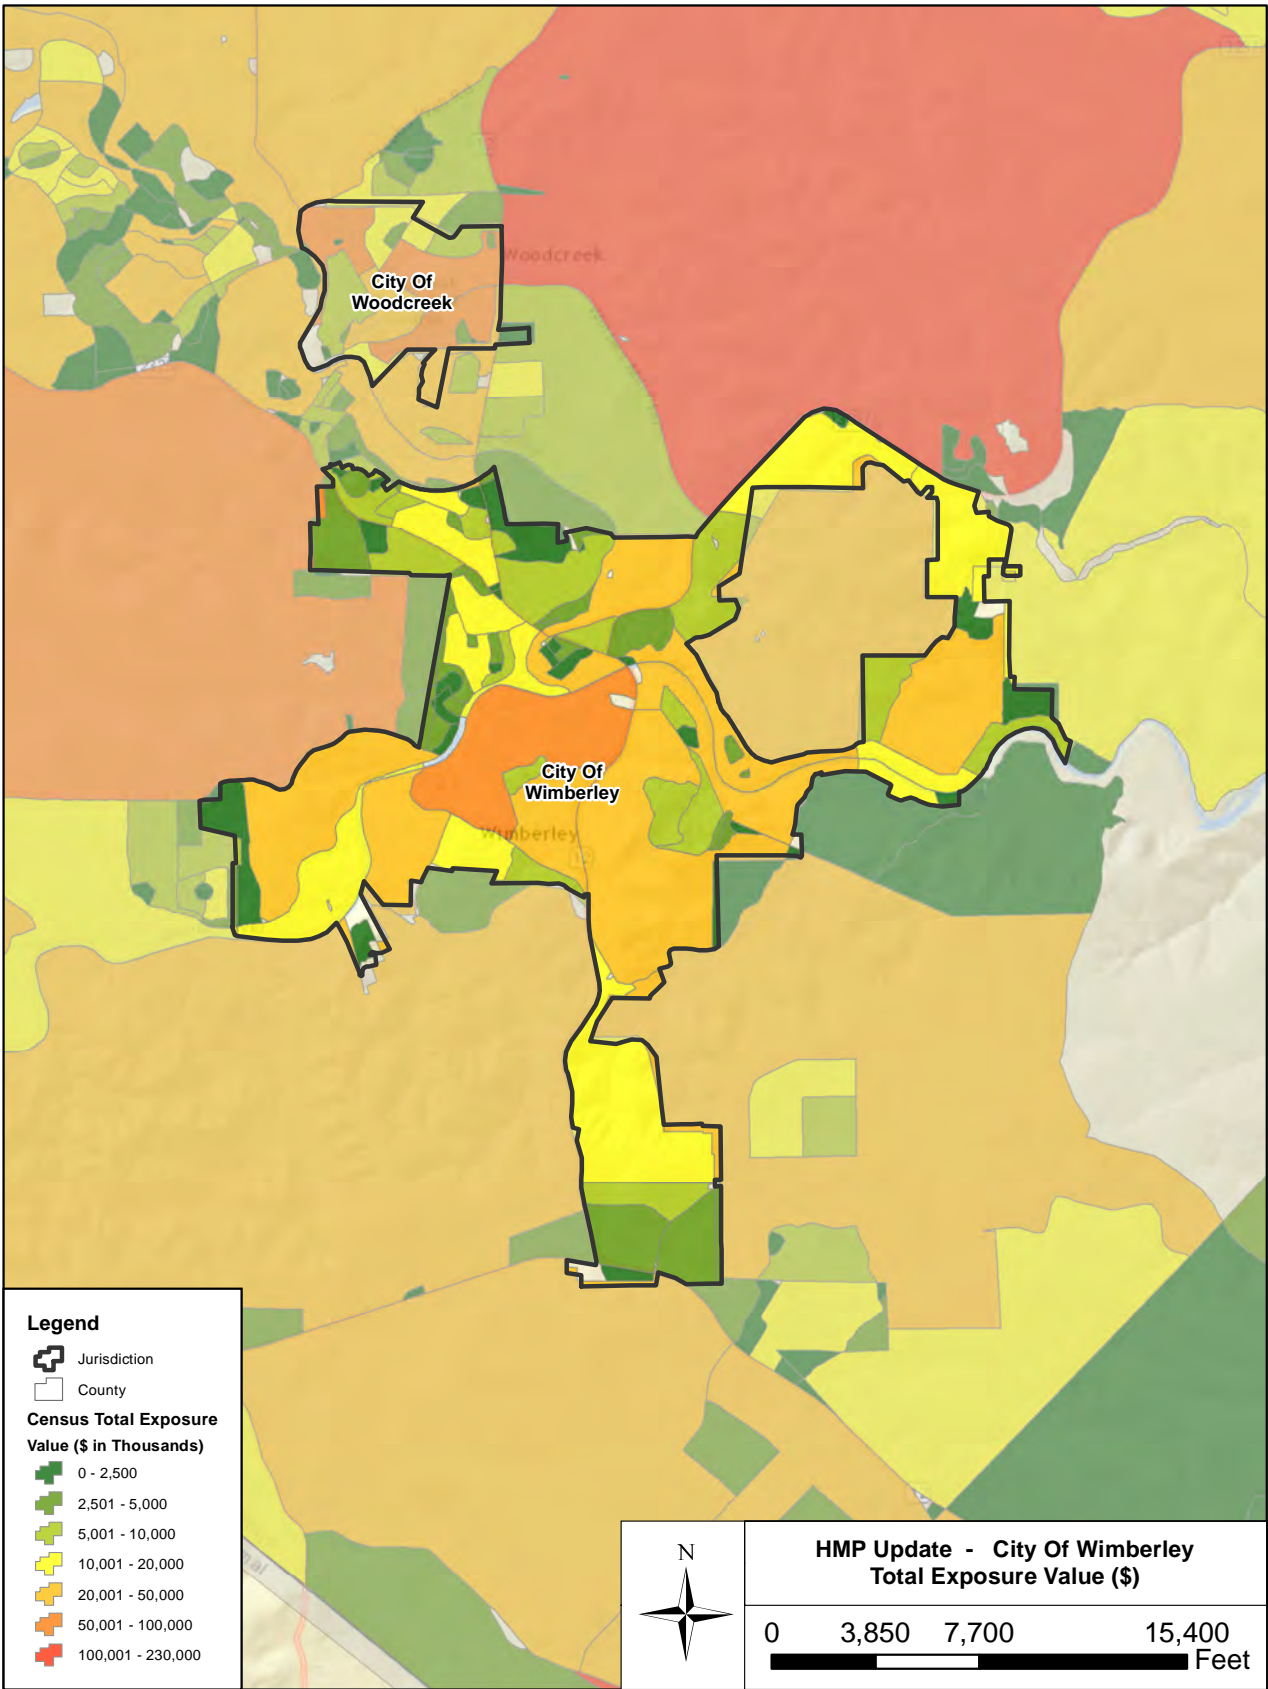 Woodcreek
City Of
Woodcreek
City Of
Wimberley
Wimberley
12
Legend
Jurisdiction
County
Census Total Exposure
Value ($ in Thousands)
0 - 2,500
2,501 - 5,000
5,001 - 10,000
10,001 - 20,000
20,001 - 50,000
50,001 - 100,000
100,001 - 230,000
N
HMP Update - City Of Wimberley
Total Exposure Value ($)
0 3,850 7,700 15,400
Feet